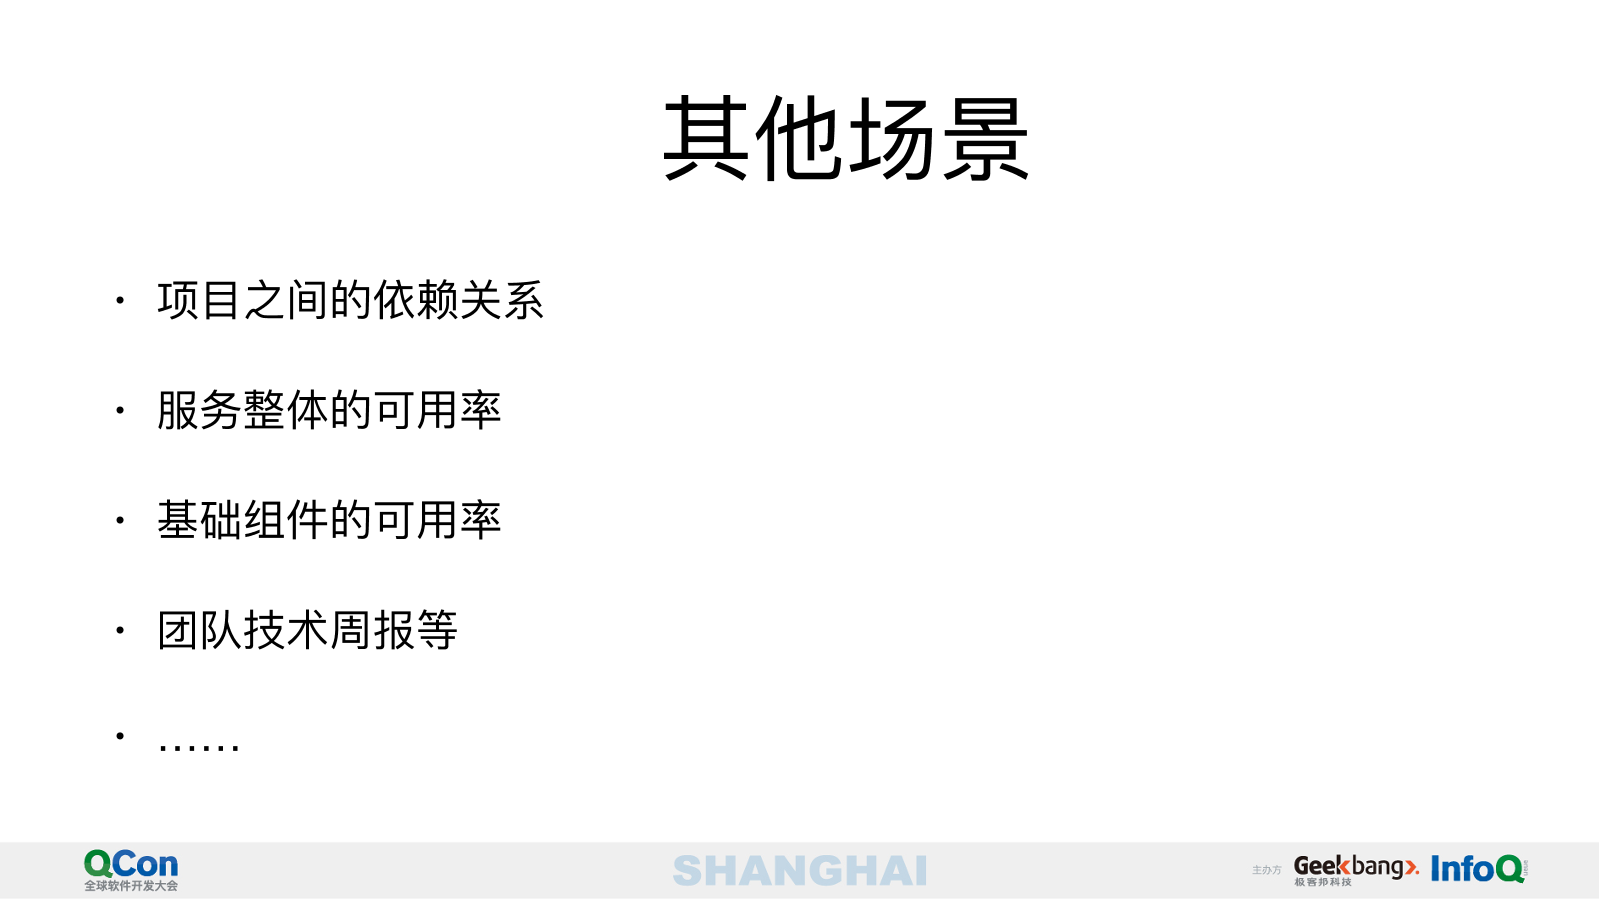 其他场景
• 项目之间的依赖关系
• 服务整体的可用率
• 基础组件的可用率
• 团队技术周报等
• ……
QCon
全球软件开发大会
SHANGHAI
主办方
Geekbang>.
极客邦科技
InfoQ